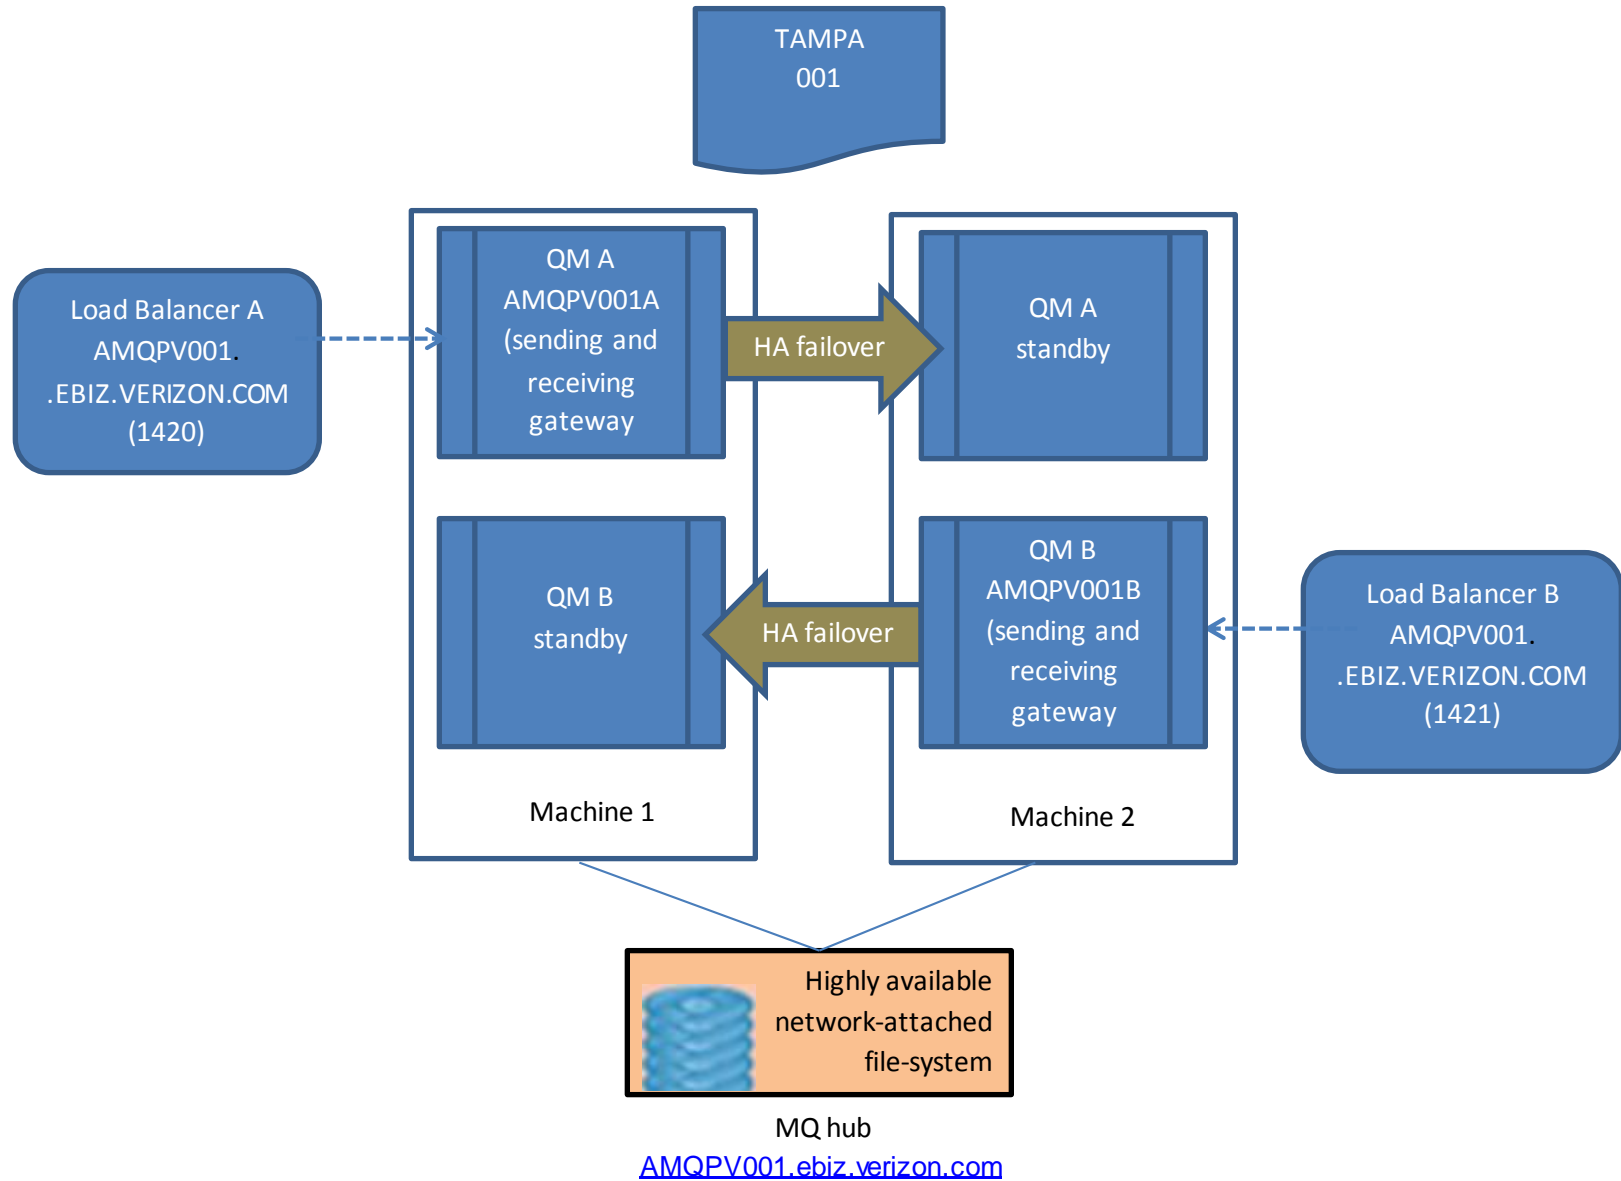 TAMPA
001
QM A
AMQPV001A
(sending and
receiving
gateway
HA failover
QM A
standby
Load Balancer A
AMQPV001.
.EBIZ.VERIZON.COM
(1420)
QM B
standby
HA failover
QM B
AMQPV001B
(sending and
receiving
gateway
Load Balancer B
AMQPV001.
.EBIZ.VERIZON.COM
(1421)
Machine 1
Machine 2
Highly available
network-attached
file-system
MQ hub
AMQPV001.ebiz.verizon.com